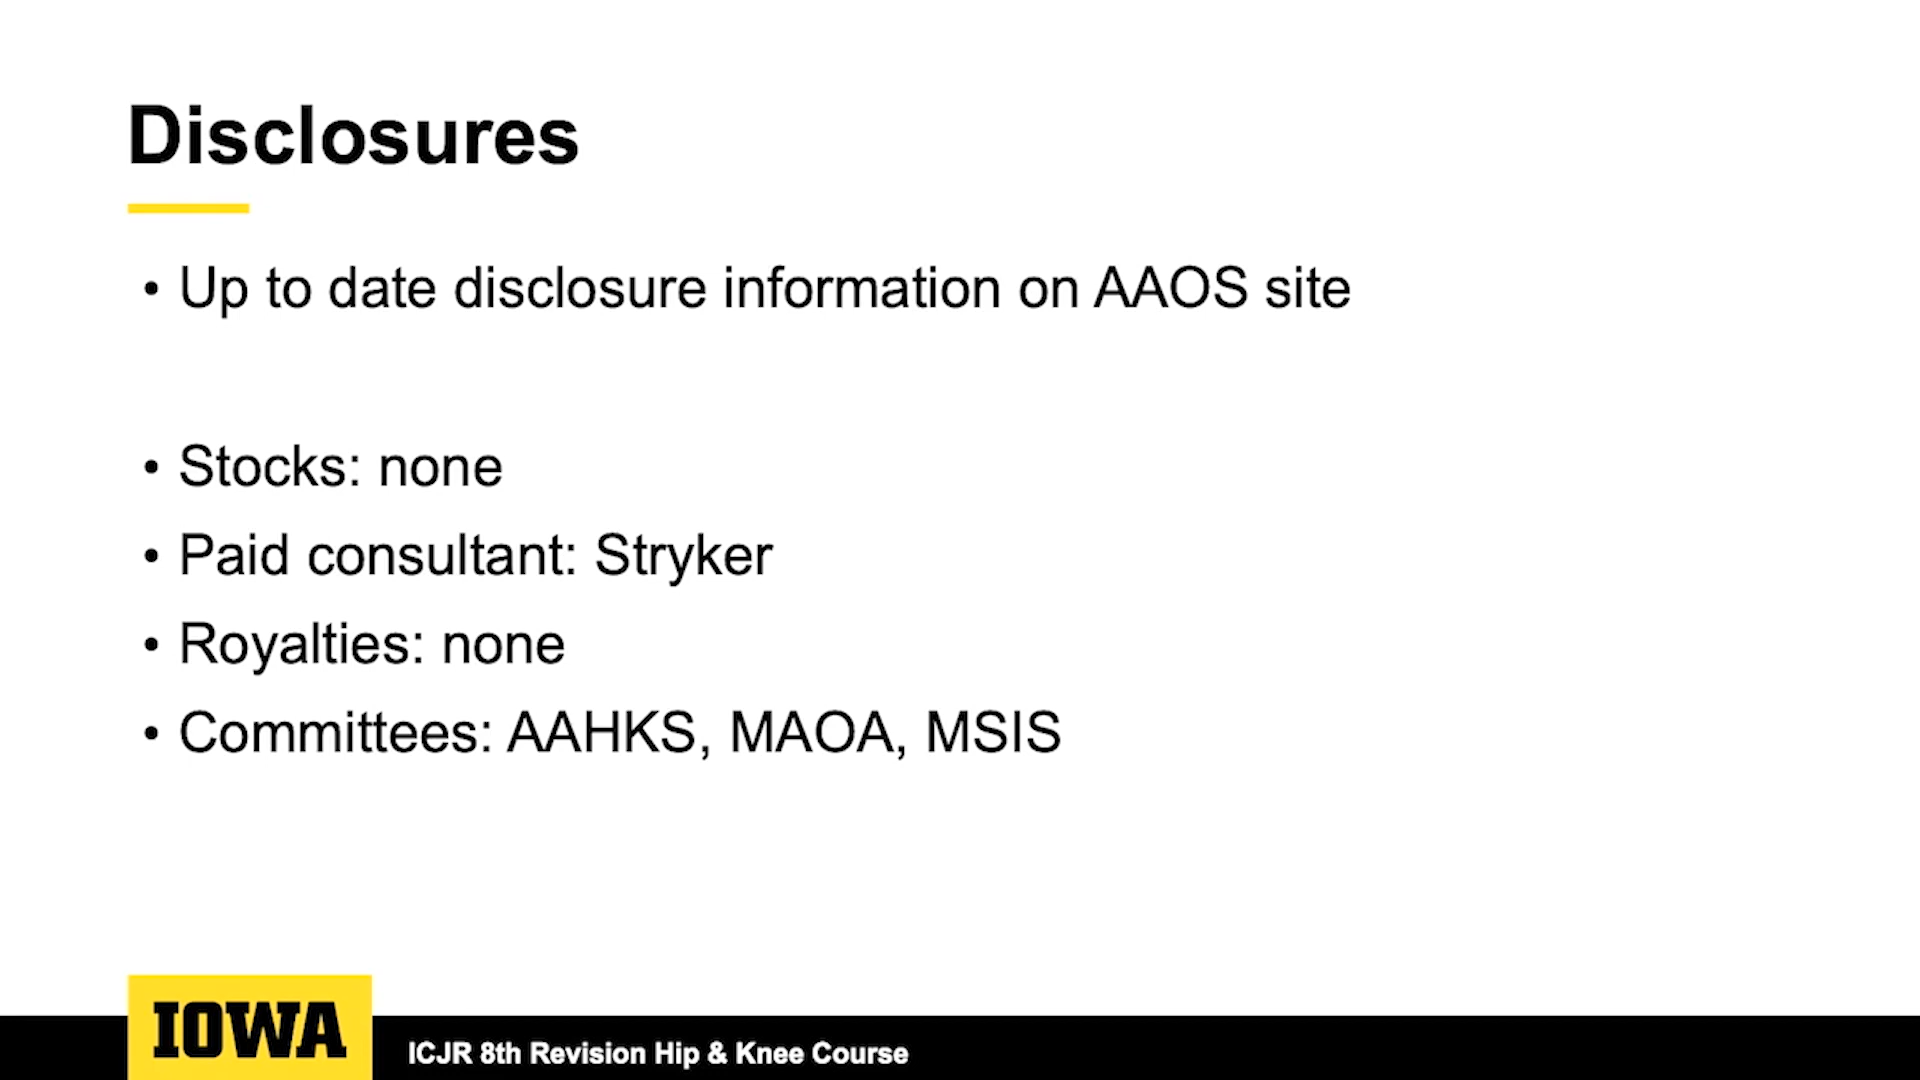 Disclosures
• Up to date disclosure information on AAOS site
• Stocks: none
• Paid consultant: Stryker
• Royalties: none
• Committees: AAHKS, MAOA, MSIS
IOWA
ICJR 8th Revision Hip & Knee Course